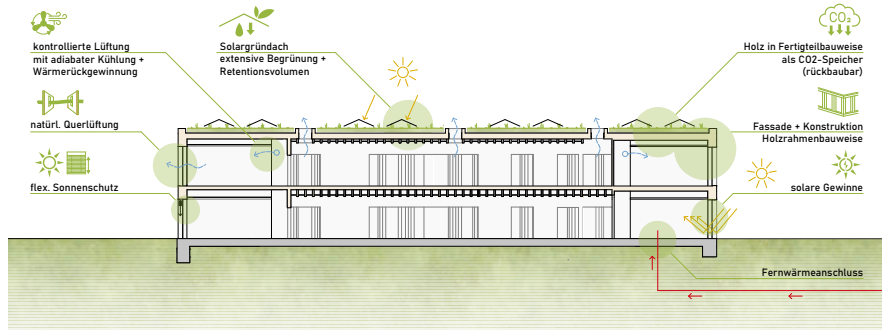 kontrollierte Lüftung
mit adiabater Kühlung +
Wärmerückgewinnung
Solargründach
extensive Begrünung +
Retentionsvolumen
CO₂
Holz in Fertigteilbauweise
als CO2-Speicher
(rückbaubar)
natürl. Querlüftung
Fassade + Konstruktion
Holzrahmenbauweise
flex. Sonnenschutz
solare Gewinne
Fernwärmeanschluss